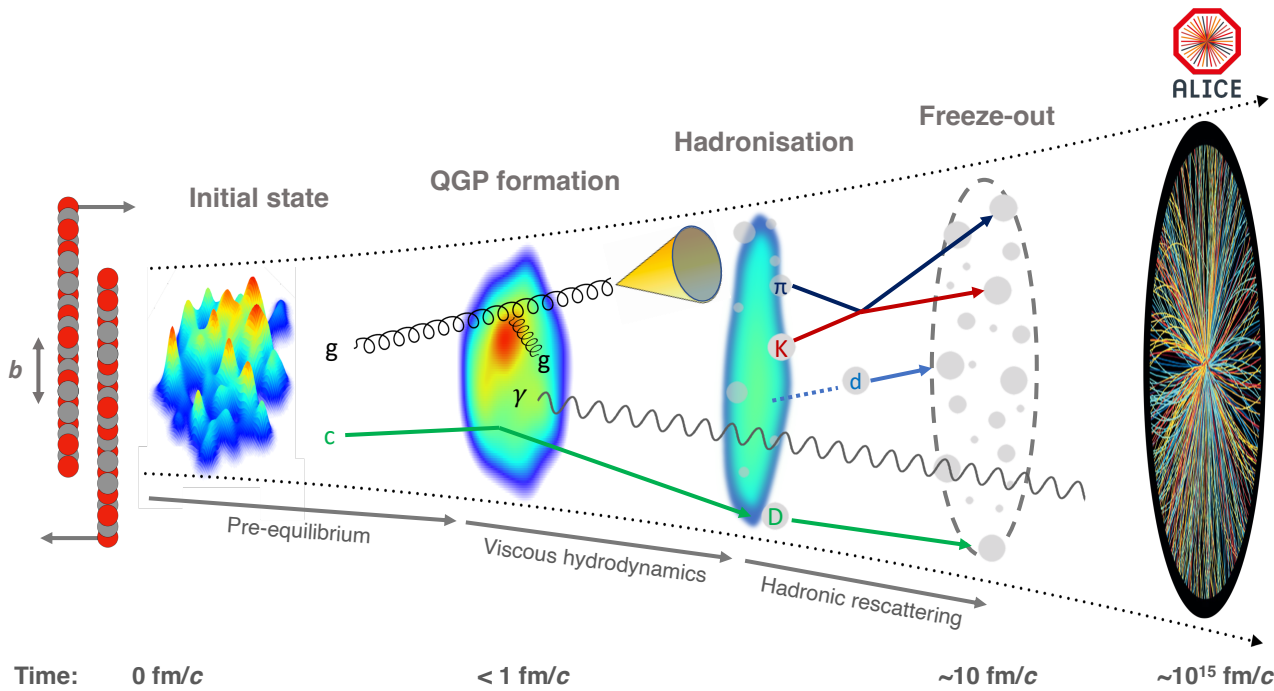 ALICE
Freeze-out
Hadronisation
QGP formation
Initial state
π
g
K
g
b
d
γ
c
D
Pre-equilibrium
Viscous hydrodynamics
Hadronic rescattering
Time: 0 fm/c < 1 fm/c ~10 fm/c ~10¹⁵ fm/c